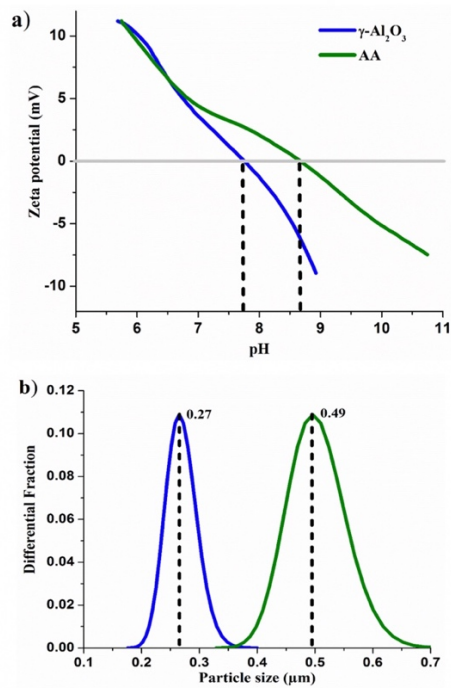 a)
γ-Al₂O₃
AA
10
5
0
-5
-10
Zeta potential (mV)
5 6 7 8 9 10 11
pH
b)
0.12
0.10
0.08
0.06
0.04
0.02
0.00
Differential Fraction
0.27
0.49
0.1 0.2 0.3 0.4 0.5 0.6 0.7
Particle size (µm)